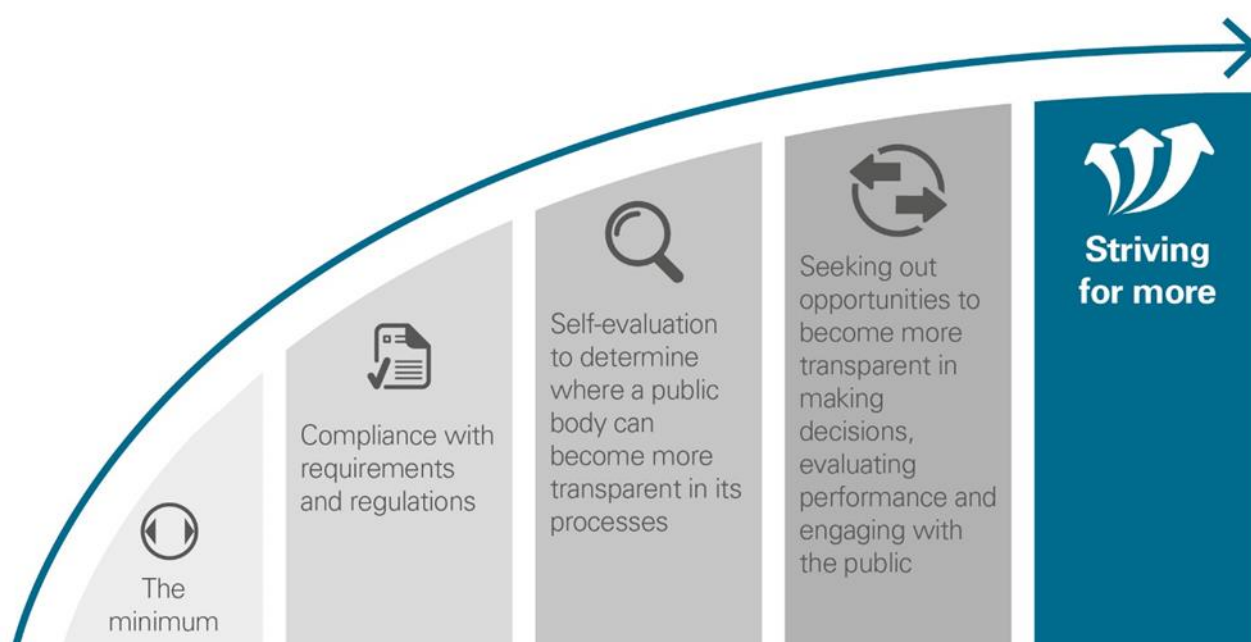 The
minimum
Compliance with
requirements
and regulations
Self-evaluation
to determine
where a public
body can
become more
transparent in its
processes
Seeking out
opportunities to
become more
transparent in
making
decisions,
evaluating
performance and
engaging with
the public
Striving
for more